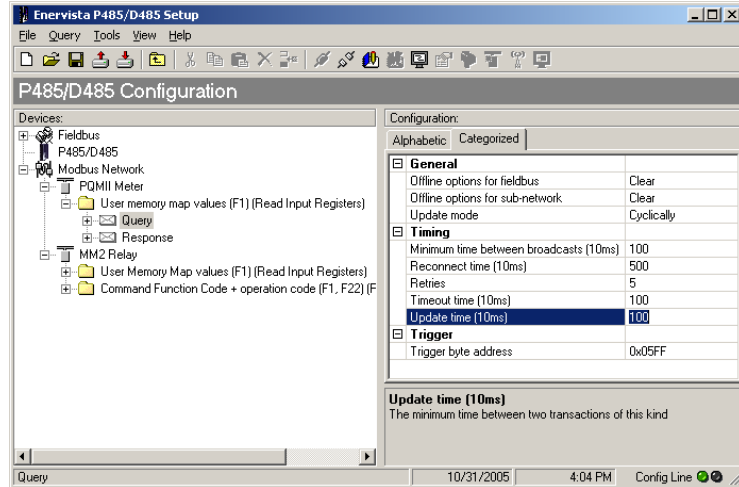 Enervista P485/D485 Setup
File Query Tools View Help
P485/D485 Configuration
Devices:
Fieldbus
P485/D485
Modbus Network
PQMII Meter
User memory map values (F1) (Read Input Registers)
Query
Response
MM2 Relay
User Memory Map values (F1) (Read Input Registers)
Command Function Code + operation code (F1, F22) (F
Configuration:
Alphabetic Categorized
General
Offline options for fieldbus Clear
Offline options for sub-network Clear
Update mode Cyclically
Timing
Minimum time between broadcasts (10ms) 100
Reconnect time (10ms) 500
Retries 5
Timeout time (10ms) 100
Update time (10ms) 100
Trigger
Trigger byte address 0x05FF
Update time (10ms)
The minimum time between two transactions of this kind
Query 10/31/2005 4:04 PM Config Line